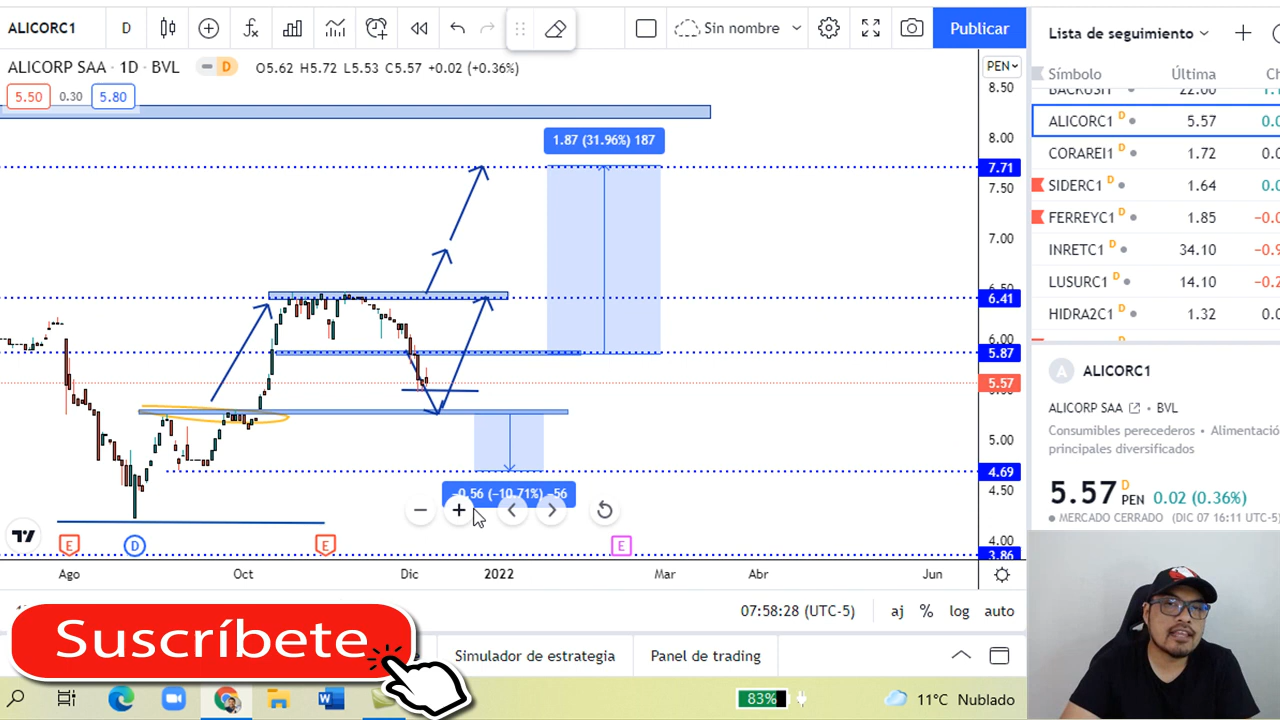 ALICORC1 D Sin nombre Publicar
ALICORP SAA · 1D · BVL D O5.62 H5.72 L5.53 C5.57 +0.02 (+0.36%)
5.50 0.30 5.80
PEN
8.50
8.00
7.71
7.50
7.00
6.41
6.00
5.87
5.57
5.00
4.69
4.50
4.00
3.86
1.87 (31.96%) 187
−0.56 (−10.71%) -56
E D E E
Ago Oct Dic 2022 Mar Abr Jun
07:58:28 (UTC-5) aj % log auto
Simulador de estrategia Panel de trading
Suscríbete
83% 11°C Nublado
Lista de seguimiento
Símbolo Última
BACKUSI1 22.00
ALICORC1 D 5.57
CORAREI1 D 1.72
SIDERC1 D 1.64
FERREYC1 D 1.85
INRETC1 D 34.10
LUSURC1 D 14.10
HIDRA2C1 D 1.32
A ALICORC1
ALICORP SAA · BVL
Consumibles perecederos • Alimentació
principales diversificados
5.57 D PEN 0.02 (0.36%)
MERCADO CERRADO (DIC 07 16:11 UTC-5)